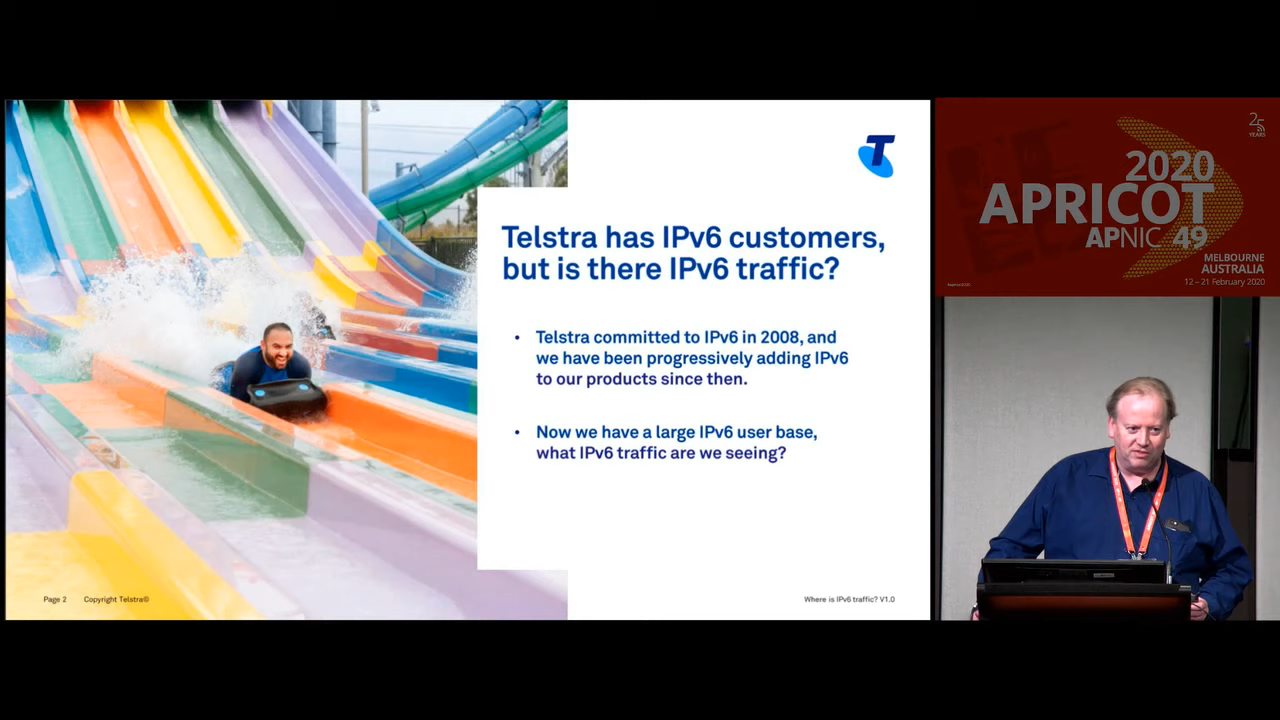 T
Telstra has IPv6 customers,
but is there IPv6 traffic?
• Telstra committed to IPv6 in 2008, and
we have been progressively adding IPv6
to our products since then.
• Now we have a large IPv6 user base,
what IPv6 traffic are we seeing?
Page 2 Copyright Telstra©
Where is IPv6 traffic? V1.0
25
YEARS
2020
APRICOT
APNIC 49
MELBOURNE
AUSTRALIA
12 – 21 February 2020